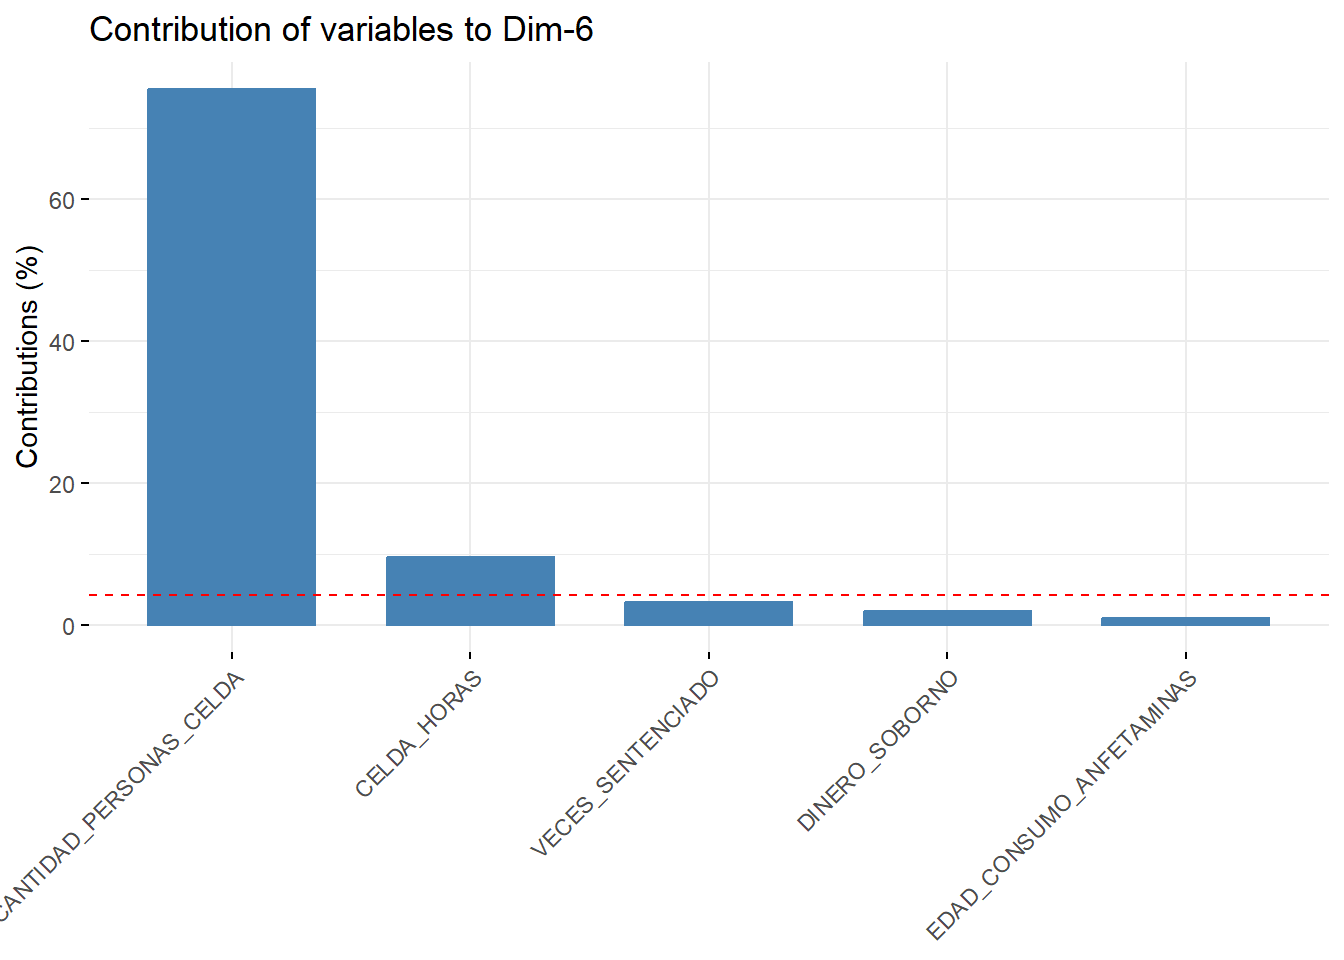 Contribution of variables to Dim-6
Contributions (%)
60
40
20
0
CANTIDAD_PERSONAS_CELDA
CELDA_HORAS
VECES_SENTENCIADO
DINERO_SOBORNO
EDAD_CONSUMO_ANFETAMINAS